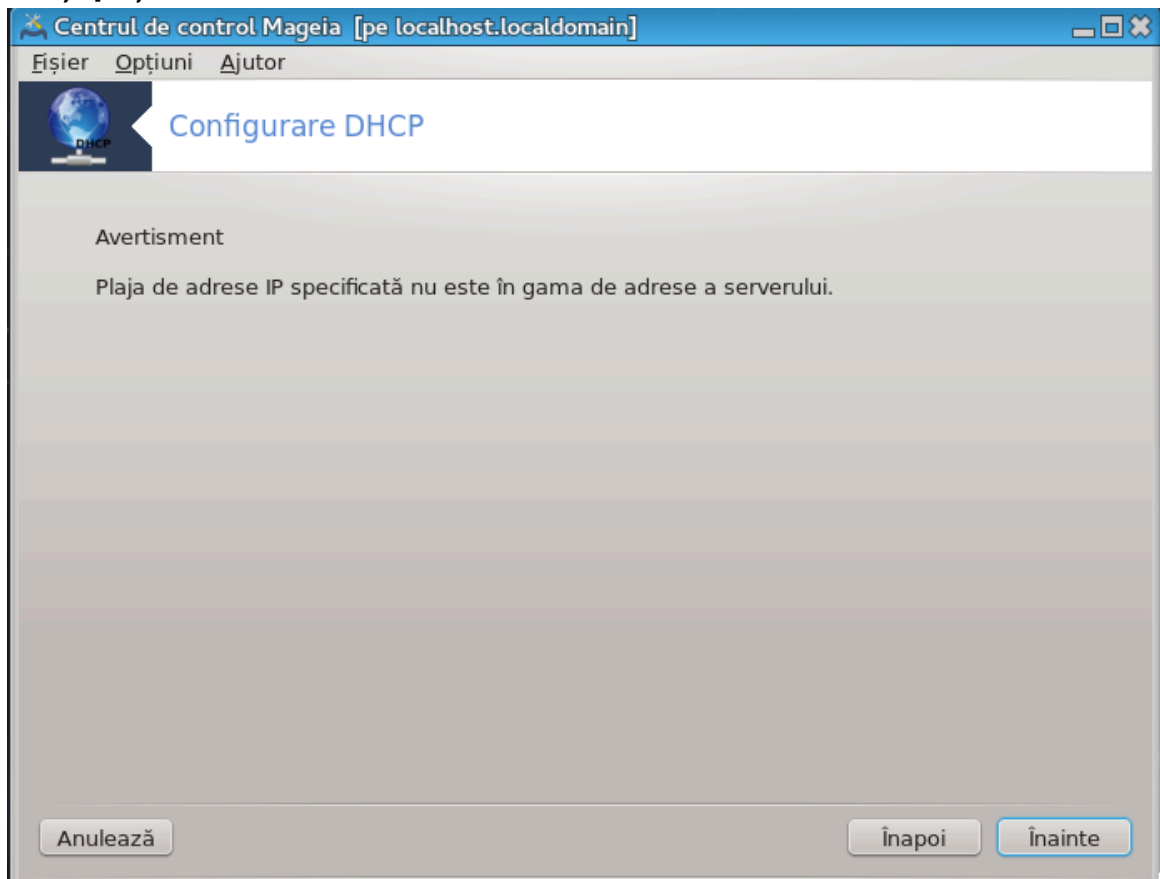 Centrul de control Mageia [pe localhost.localdomain]
Fișier Opțiuni Ajutor
DHCP
Configurare DHCP
Avertisment
Plaja de adrese IP specificată nu este în gama de adrese a serverului.
Anulează Înapoi Înainte